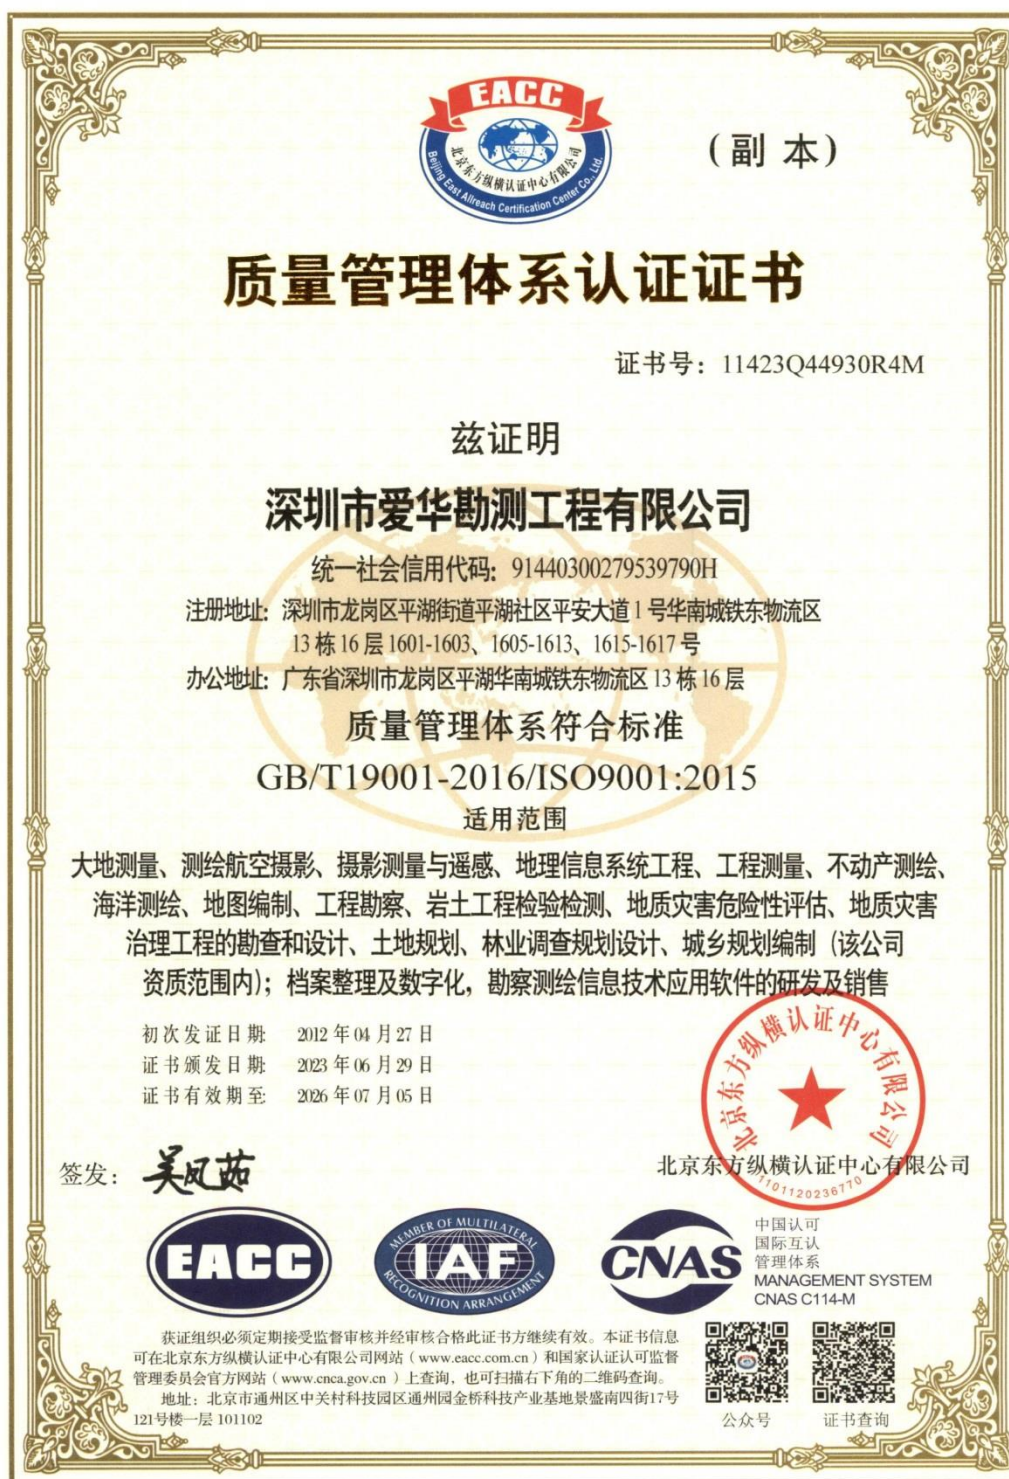 EACC
北京东方纵横认证中心有限公司
Beijing East Allreach Certification Center Co., Ltd.
(副 本)
质量管理体系认证证书
证书号：11423Q44930R4M
兹证明
深圳市爱华勘测工程有限公司
统一社会信用代码：91440300279539790H
注册地址：深圳市龙岗区平湖街道平湖社区平安大道1号华南城铁东物流区
13栋16层1601-1603、1605-1613、1615-1617号
办公地址：广东省深圳市龙岗区平湖华南城铁东物流区13栋16层
质量管理体系符合标准
GB/T19001-2016/ISO9001:2015
适用范围
大地测量、测绘航空摄影、摄影测量与遥感、地理信息系统工程、工程测量、不动产测绘、
海洋测绘、地图编制、工程勘察、岩土工程检验检测、地质灾害危险性评估、地质灾害
治理工程的勘查和设计、土地规划、林业调查规划设计、城乡规划编制（该公司
资质范围内）；档案整理及数字化，勘察测绘信息技术应用软件的研发及销售
初次发证日期: 2012年04月27日
证书颁发日期: 2023年06月29日
证书有效期至: 2026年07月05日
北京东方纵横认证中心有限公司
1101120236770
签发：吴凤茹
北京东方纵横认证中心有限公司
EACC
MEMBER OF MULTILATERAL
IAF
RECOGNITION ARRANGEMENT
CNAS
中国认可
国际互认
管理体系
MANAGEMENT SYSTEM
CNAS C114-M
获证组织必须定期接受监督审核并经审核合格此证书方继续有效。本证书信息
可在北京东方纵横认证中心有限公司网站（www.eacc.com.cn）和国家认证认可监督
管理委员会官方网站（www.cnca.gov.cn）上查询，也可扫描右下角的二维码查询。
地址：北京市通州区中关村科技园区通州园金桥科技产业基地景盛南四街17号
121号楼一层 101102
公众号
证书查询